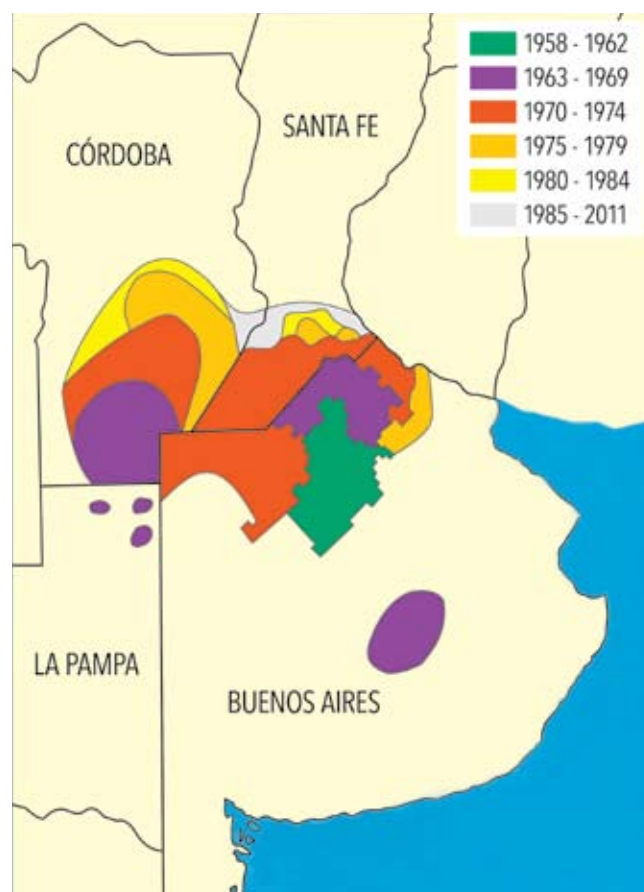 1958 - 1962
1963 - 1969
1970 - 1974
1975 - 1979
1980 - 1984
1985 - 2011
SANTA FE
CÓRDOBA
LA PAMPA
BUENOS AIRES